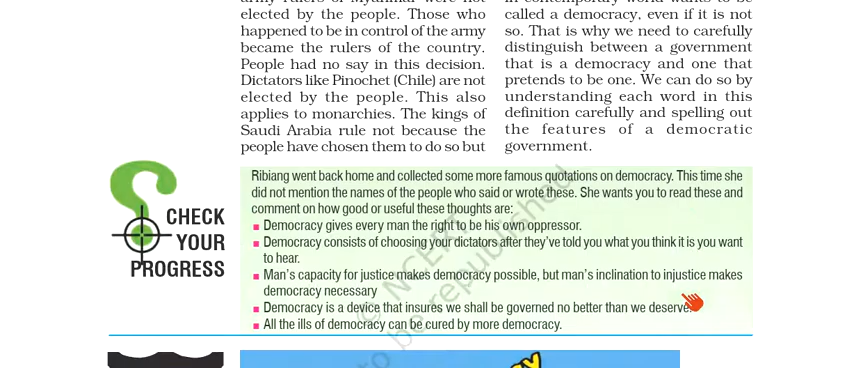 army rulers of Myanmar were not
elected by the people. Those who
happened to be in control of the army
became the rulers of the country.
People had no say in this decision.
Dictators like Pinochet (Chile) are not
elected by the people. This also
applies to monarchies. The kings of
Saudi Arabia rule not because the
people have chosen them to do so but
in contemporary world wants to be
called a democracy, even if it is not
so. That is why we need to carefully
distinguish between a government
that is a democracy and one that
pretends to be one. We can do so by
understanding each word in this
definition carefully and spelling out
the features of a democratic
government.
CHECK
YOUR
PROGRESS
Ribiang went back home and collected some more famous quotations on democracy. This time she
did not mention the names of the people who said or wrote these. She wants you to read these and
comment on how good or useful these thoughts are:
Democracy gives every man the right to be his own oppressor.
Democracy consists of choosing your dictators after they've told you what you think it is you want
to hear.
Man's capacity for justice makes democracy possible, but man's inclination to injustice makes
democracy necessary
Democracy is a device that insures we shall be governed no better than we deserve.
All the ills of democracy can be cured by more democracy.
© NCERT
to be republished